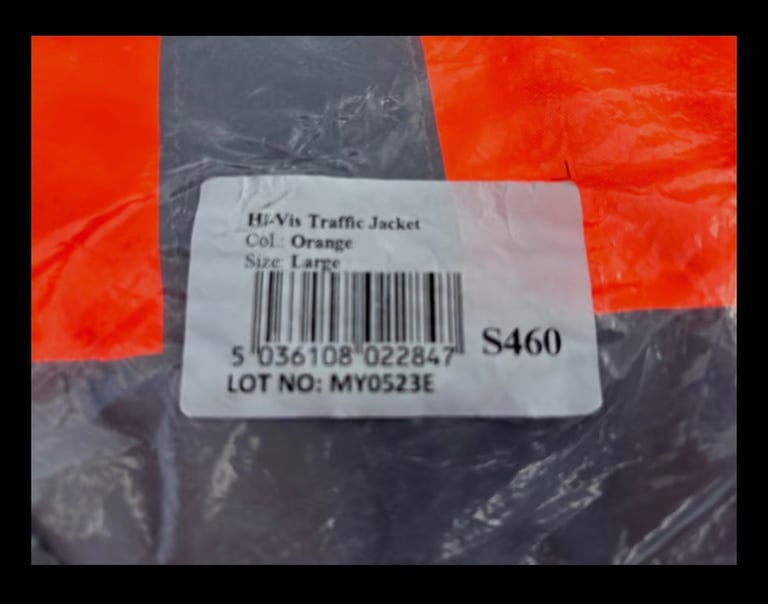 Hi-Vis Traffic Jacket
Col.: Orange
Size: Large
5 036108 022847
S460
LOT NO: MY0523E